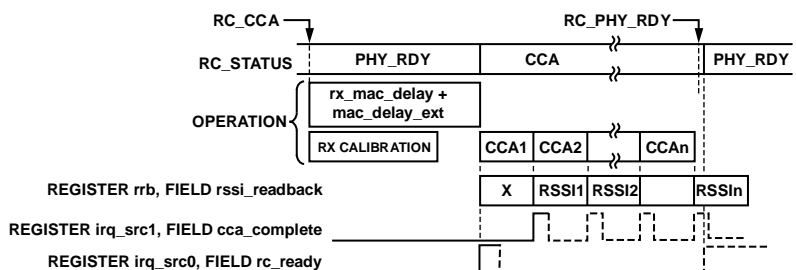 RC_CCA
RC_PHY_RDY
RC_STATUS
PHY_RDY
CCA
PHY_RDY
OPERATION
rx_mac_delay +
mac_delay_ext
RX CALIBRATION
CCA1
CCA2
CCAn
REGISTER rrb, FIELD rssi_readback
X
RSSI1
RSSI2
RSSIn
REGISTER irq_src1, FIELD cca_complete
REGISTER irq_src0, FIELD rc_ready